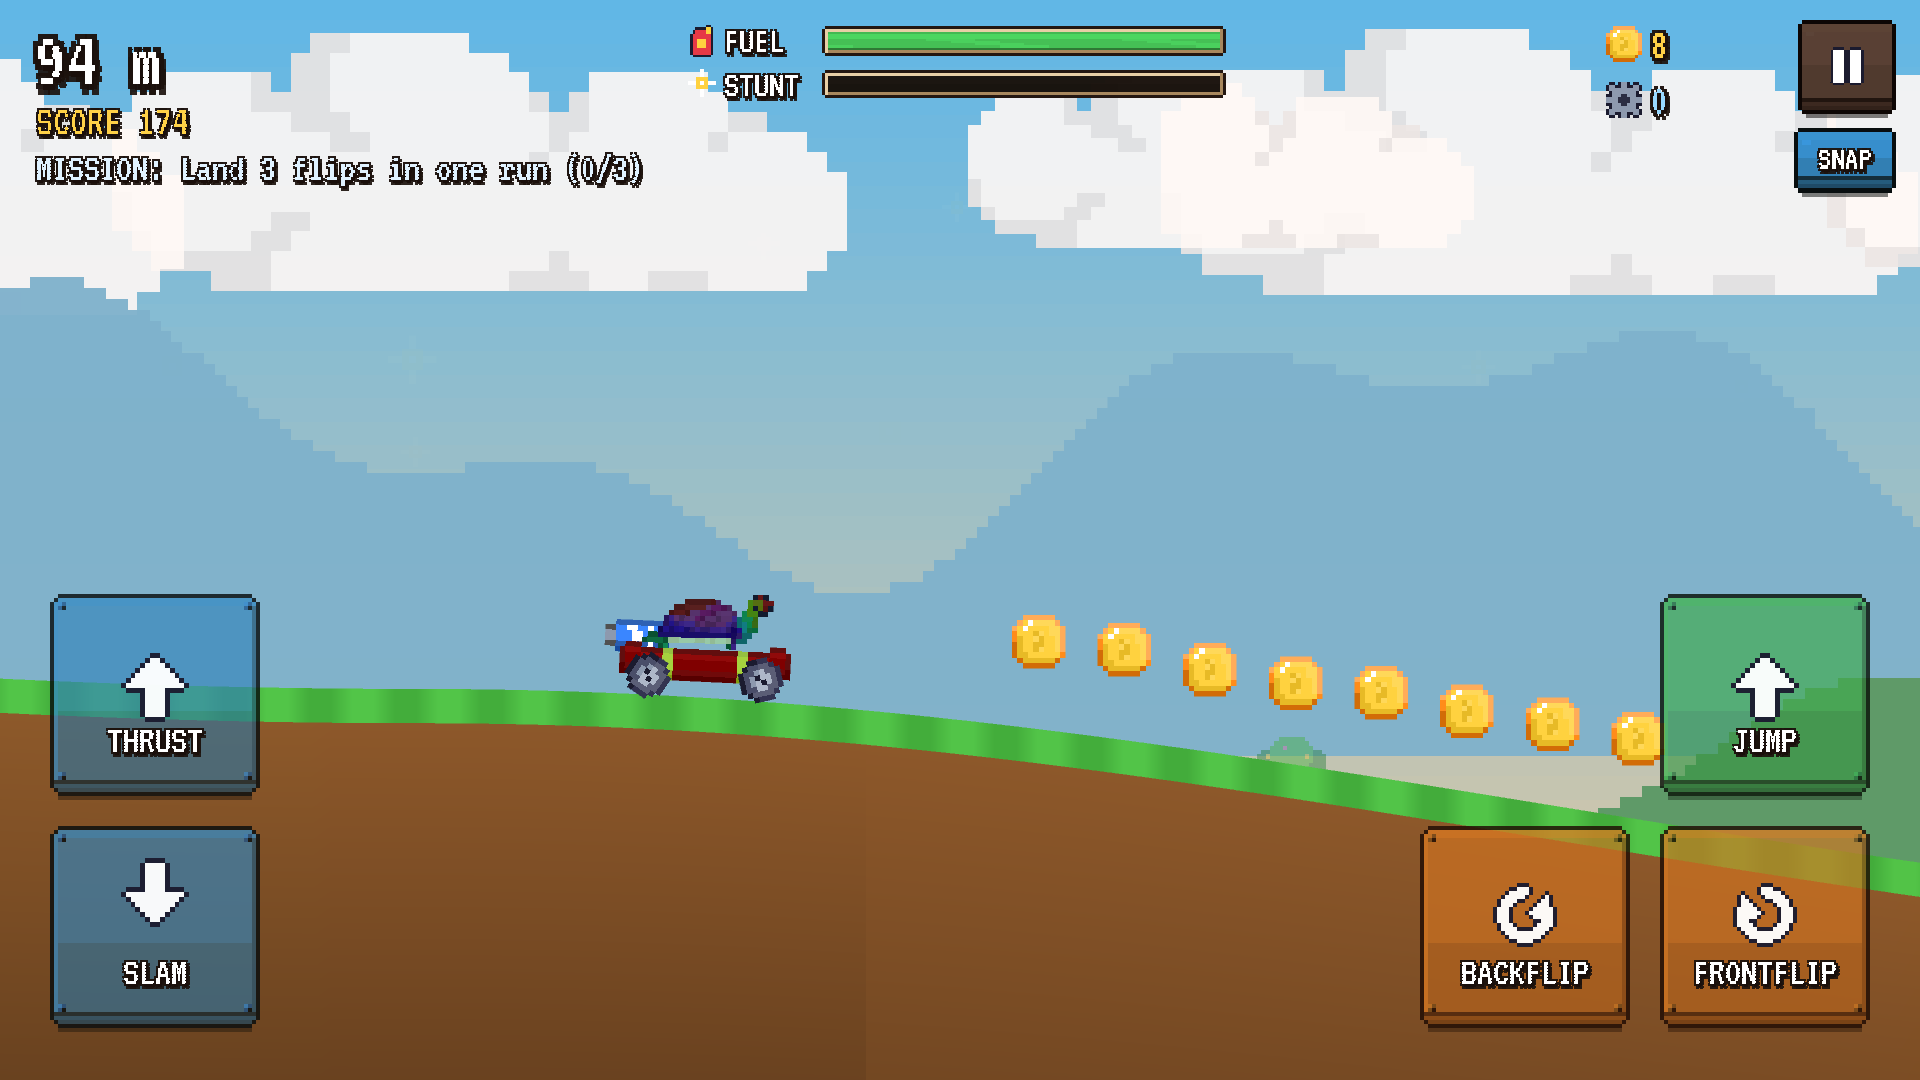 94 m
SCORE 174
MISSION: Land 3 flips in one run (0/3)
FUEL
STUNT
8
0
SNAP
THRUST
SLAM
JUMP
BACKFLIP
FRONTFLIP